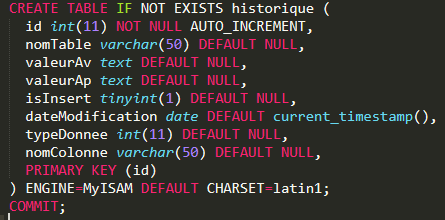 CREATE TABLE IF NOT EXISTS historique (
id int(11) NOT NULL AUTO_INCREMENT,
nomTable varchar(50) DEFAULT NULL,
valeurAv text DEFAULT NULL,
valeurAp text DEFAULT NULL,
isInsert tinyint(1) DEFAULT NULL,
dateModification date DEFAULT current_timestamp(),
typeDonnee int(11) DEFAULT NULL,
nomColonne varchar(50) DEFAULT NULL,
PRIMARY KEY (id)
) ENGINE=MyISAM DEFAULT CHARSET=latin1;
COMMIT;